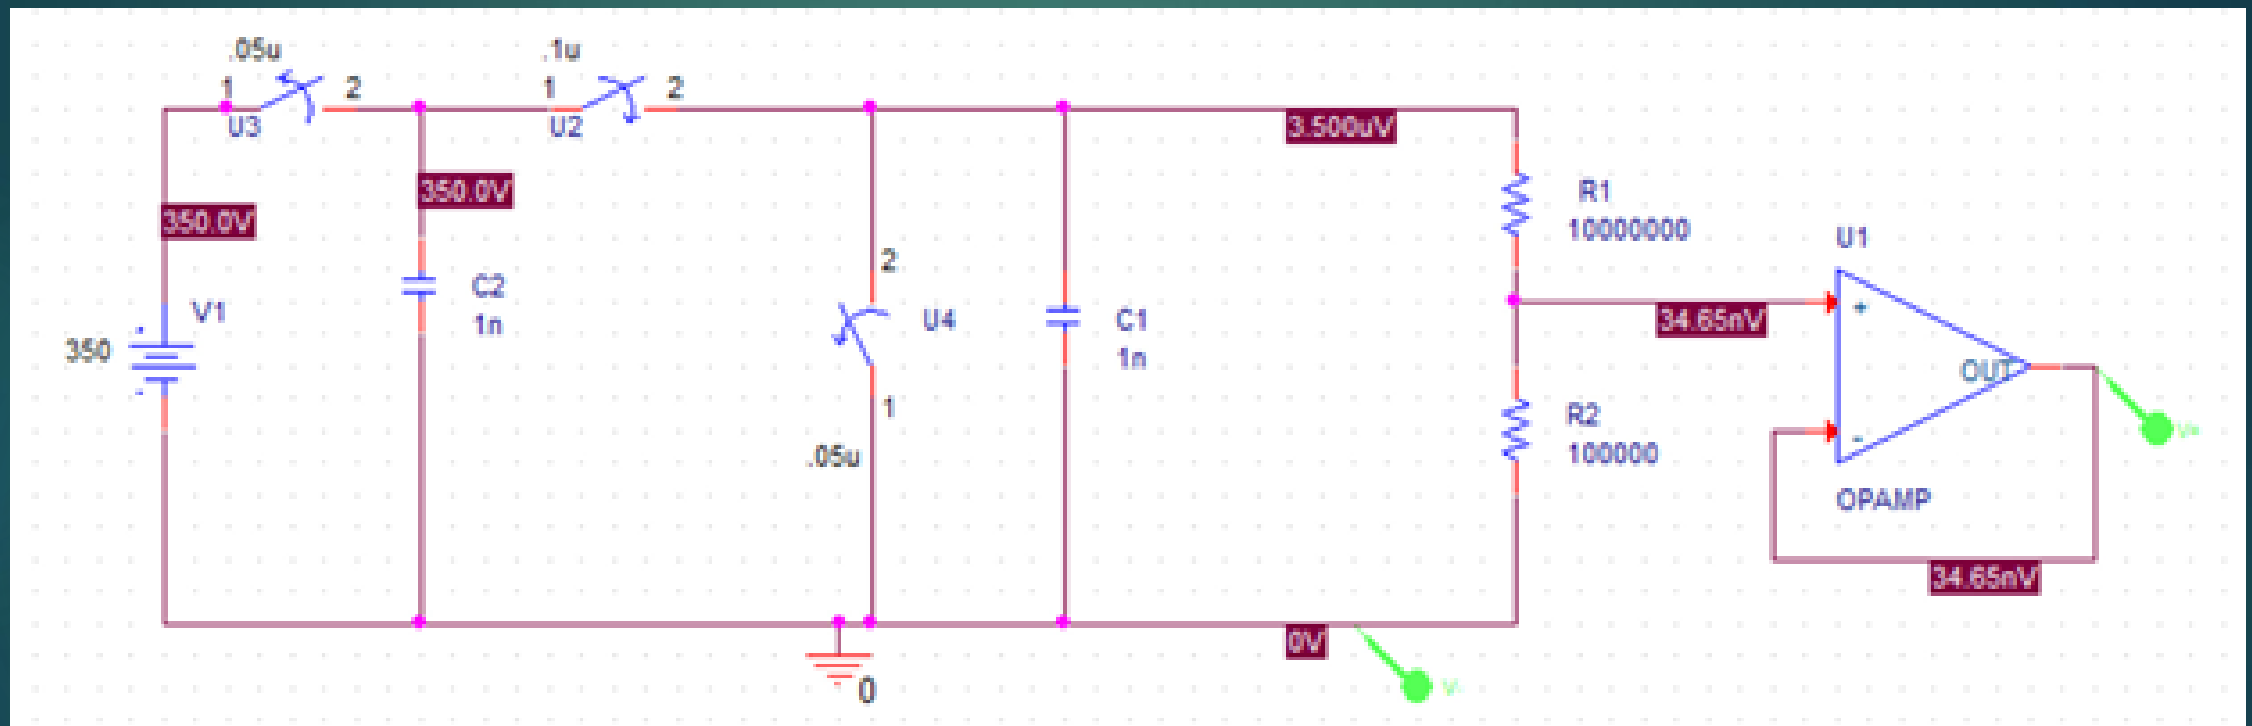 .05u
.1u
1
2
1
2
U3
U2
3.500uV
350.0V
350.0V
R1
10000000
U1
2
C2
1n
V1
U4
C1
1n
34.65nV
+
350
OUT
1
R2
100000
-
V+
.05u
OPAMP
34.65nV
0V
0
V-